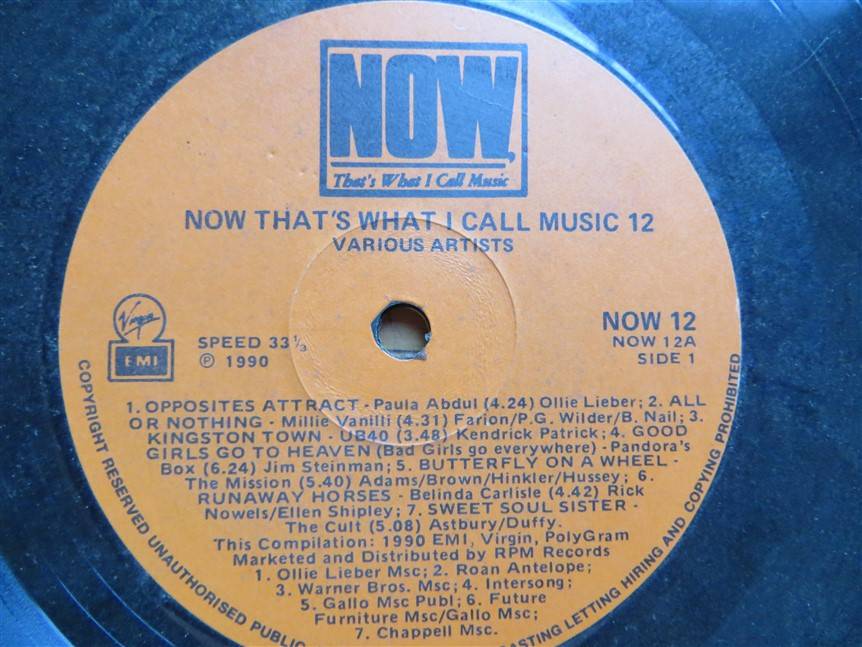 NOW,
That's What I Call Music
NOW THAT'S WHAT I CALL MUSIC 12
VARIOUS ARTISTS
Virgin
EMI
SPEED 33 1/3
℗ 1990
NOW 12
NOW 12A
SIDE 1
1. OPPOSITES ATTRACT - Paula Abdul (4.24) Ollie Lieber; 2. ALL
OR NOTHING - Millie Vanilli (4.31) Farion/P.G. Wilder/B. Nail; 3.
KINGSTON TOWN - UB40 (3.48) Kendrick Patrick; 4. GOOD
GIRLS GO TO HEAVEN (Bad Girls go everywhere) - Pandora's
Box (6.24) Jim Steinman; 5. BUTTERFLY ON A WHEEL -
The Mission (5.40) Adams/Brown/Hinkler/Hussey; 6.
RUNAWAY HORSES - Belinda Carlisle (4.42) Rick
Nowels/Ellen Shipley; 7. SWEET SOUL SISTER -
The Cult (5.08) Astbury/Duffy.
This Compilation: 1990 EMI, Virgin, PolyGram
Marketed and Distributed by RPM Records
1. Ollie Lieber Msc; 2. Roan Antelope;
3. Warner Bros. Msc; 4. Intersong;
5. Gallo Msc Publ; 6. Future
Furniture Msc/Gallo Msc;
7. Chappell Msc.
COPYRIGHT RESERVED UNAUTHORISED PUBLIC
ASTING LETTING HIRING AND COPYING PROHIBITED